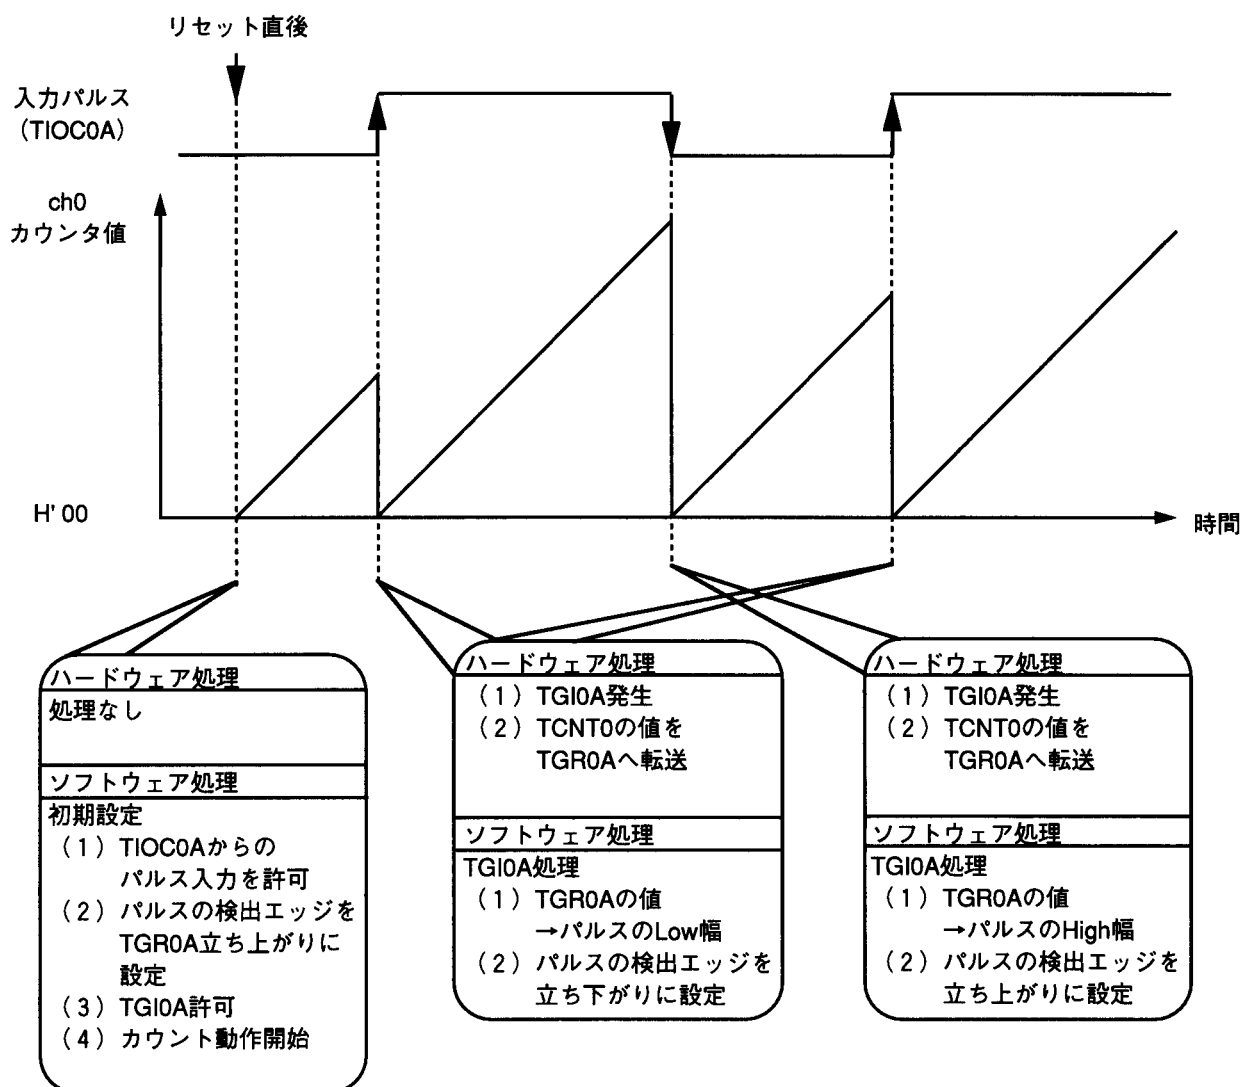 リセット直後
入力パルス
（TIOC0A）
ch0
カウンタ値
H' 00
時間
ハードウェア処理
処理なし
ソフトウェア処理
初期設定
（1）TIOC0Aからの
パルス入力を許可
（2）パルスの検出エッジを
TGR0A立ち上がりに
設定
（3）TGI0A許可
（4）カウント動作開始
ハードウェア処理
（1）TGI0A発生
（2）TCNT0の値を
TGR0Aへ転送
ソフトウェア処理
TGI0A処理
（1）TGR0Aの値
→パルスのLow幅
（2）パルスの検出エッジを
立ち下がりに設定
ハードウェア処理
（1）TGI0A発生
（2）TCNT0の値を
TGR0Aへ転送
ソフトウェア処理
TGI0A処理
（1）TGR0Aの値
→パルスのHigh幅
（2）パルスの検出エッジを
立ち上がりに設定